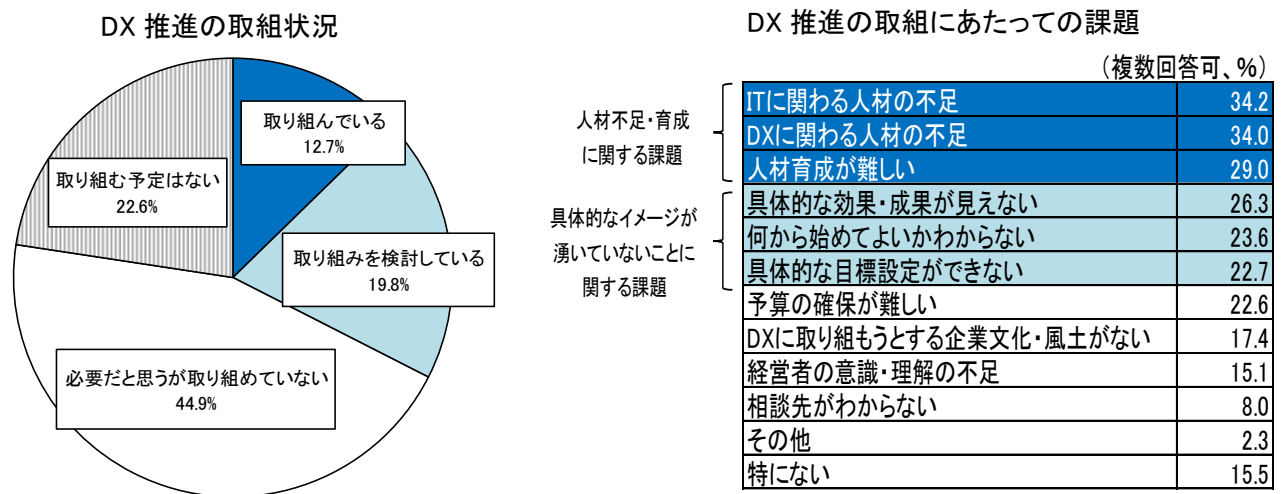 DX 推進の取組状況
取り組んでいる
12.7%
取り組みを検討している
19.8%
必要だと思うが取り組めていない
44.9%
取り組む予定はない
22.6%
DX 推進の取組にあたっての課題
（複数回答可、%）
人材不足・育成
に関する課題
具体的なイメージが
湧いていないことに
関する課題
ITに関わる人材の不足 34.2
DXに関わる人材の不足 34.0
人材育成が難しい 29.0
具体的な効果・成果が見えない 26.3
何から始めてよいかわからない 23.6
具体的な目標設定ができない 22.7
予算の確保が難しい 22.6
DXに取り組もうとする企業文化・風土がない 17.4
経営者の意識・理解の不足 15.1
相談先がわからない 8.0
その他 2.3
特にない 15.5